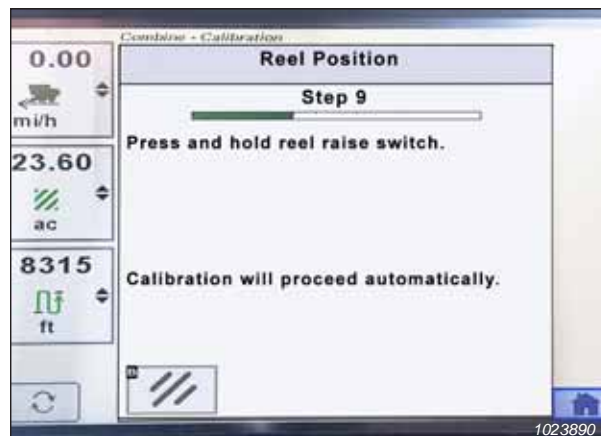 Combine - Calibration
Reel Position
Step 9
Press and hold reel raise switch.
Calibration will proceed automatically.
0.00
mi/h
23.60
ac
8315
ft
1023890